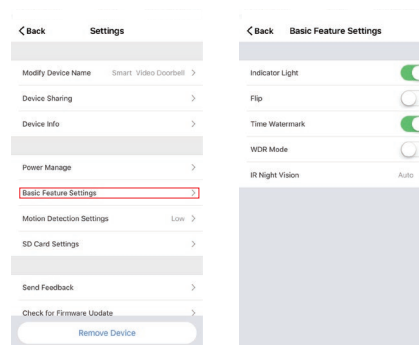 Back Settings
Modify Device Name Smart Video Doorbell
Device Sharing
Device Info
Power Manage
Basic Feature Settings
Motion Detection Settings Low
SD Card Settings
Send Feedback
Check for Firmware Update
Remove Device
Back Basic Feature Settings
Indicator Light
Flip
Time Watermark
WDR Mode
IR Night Vision Auto